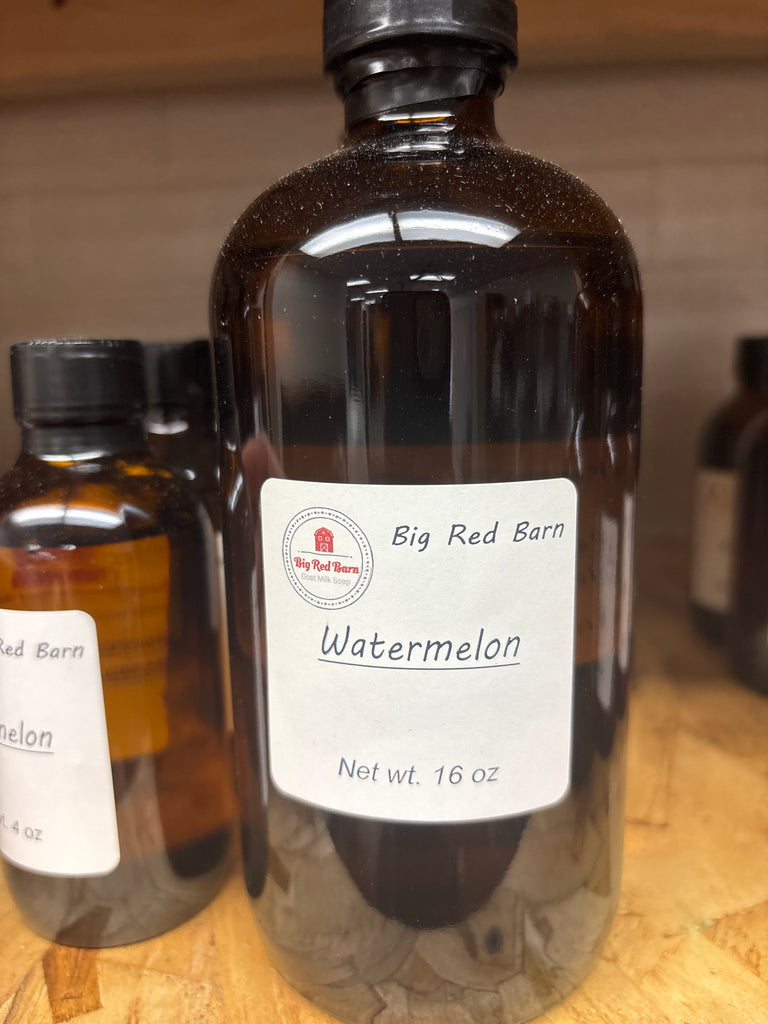 Big Red Barn
Big Red Barn
Goat Milk Soap
Watermelon
Net wt. 16 oz
Red Barn
4 oz